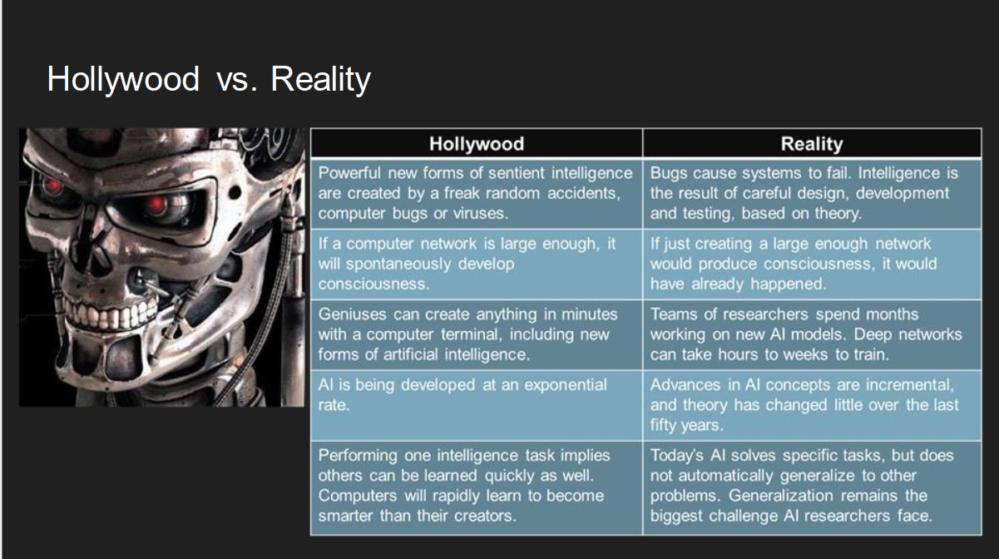 Hollywood vs. Reality
Hollywood
Reality
Powerful new forms of sentient intelligence
are created by a freak random accidents,
computer bugs or viruses.
Bugs cause systems to fail. Intelligence is
the result of careful design, development
and testing, based on theory.
If a computer network is large enough, it
will spontaneously develop
consciousness.
If just creating a large enough network
would produce consciousness, it would
have already happened.
Geniuses can create anything in minutes
with a computer terminal, including new
forms of artificial intelligence.
Teams of researchers spend months
working on new AI models. Deep networks
can take hours to weeks to train.
AI is being developed at an exponential
rate.
Advances in AI concepts are incremental,
and theory has changed little over the last
fifty years.
Performing one intelligence task implies
others can be learned quickly as well.
Computers will rapidly learn to become
smarter than their creators.
Today's AI solves specific tasks, but does
not automatically generalize to other
problems. Generalization remains the
biggest challenge AI researchers face.